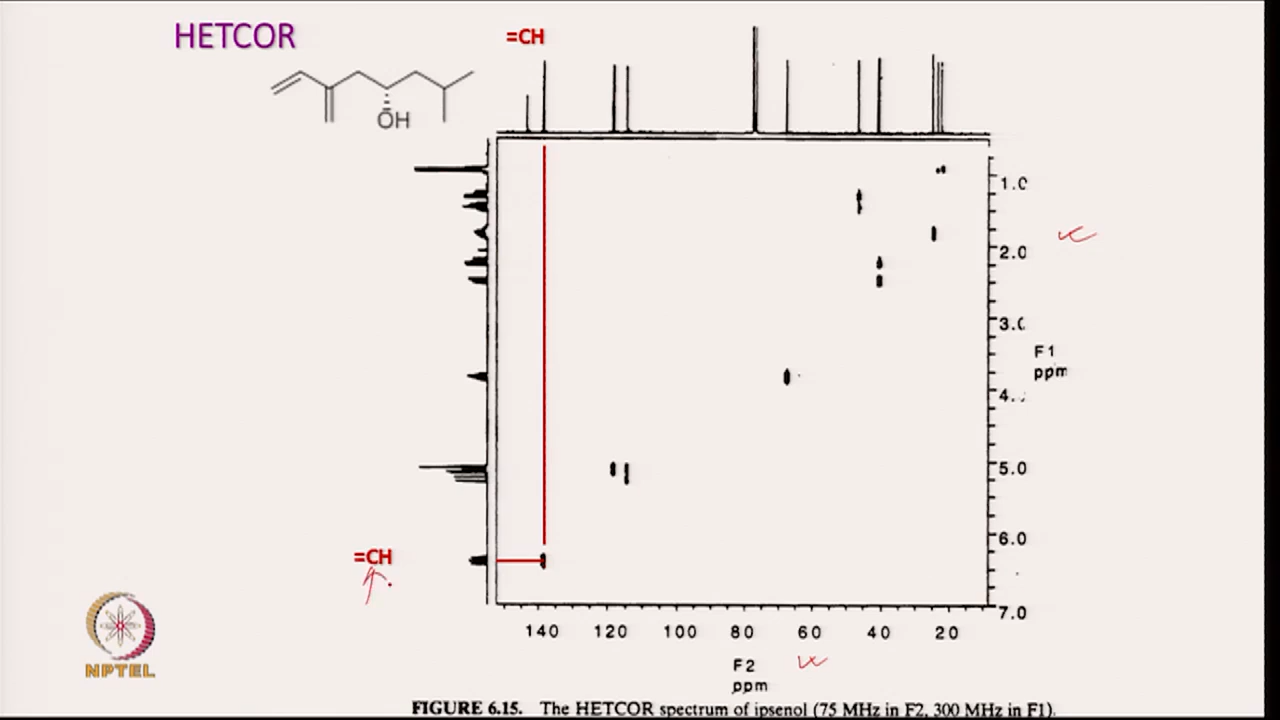 HETCOR
=CH
OH
1.0
2.0
3.0
F1
ppm
4.
5.0
=CH
6.0
7.0
140 120 100 80 60 40 20
F2
ppm
NPTEL
FIGURE 6.15. The HETCOR spectrum of ipsenol (75 MHz in F2, 300 MHz in F1).